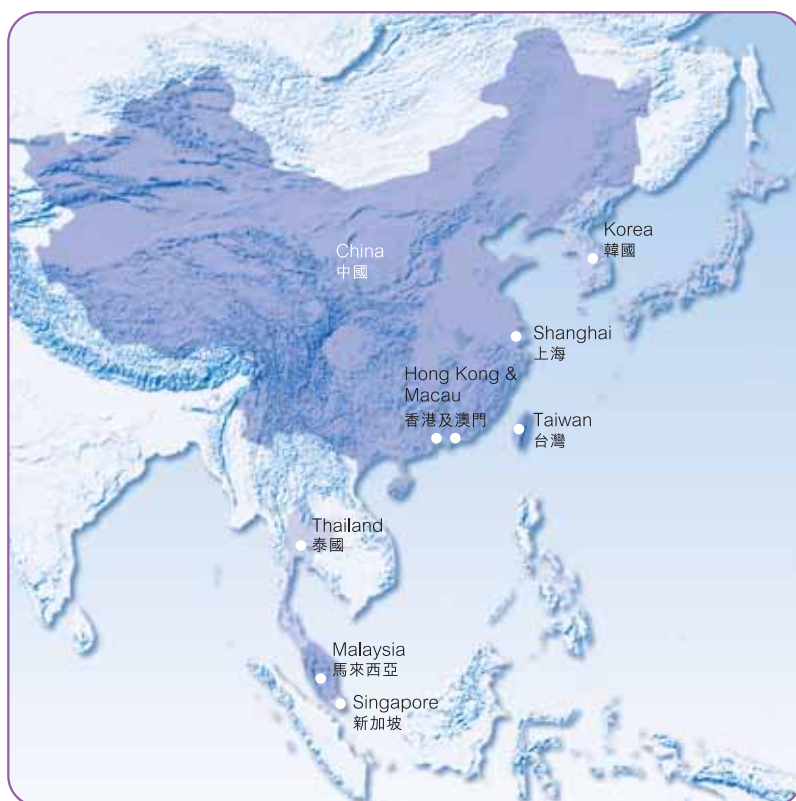 Korea
韓國
China
中國
Shanghai
上海
Hong Kong &
Macau
香港及澳門
Taiwan
台灣
Thailand
泰國
Malaysia
馬來西亞
Singapore
新加坡